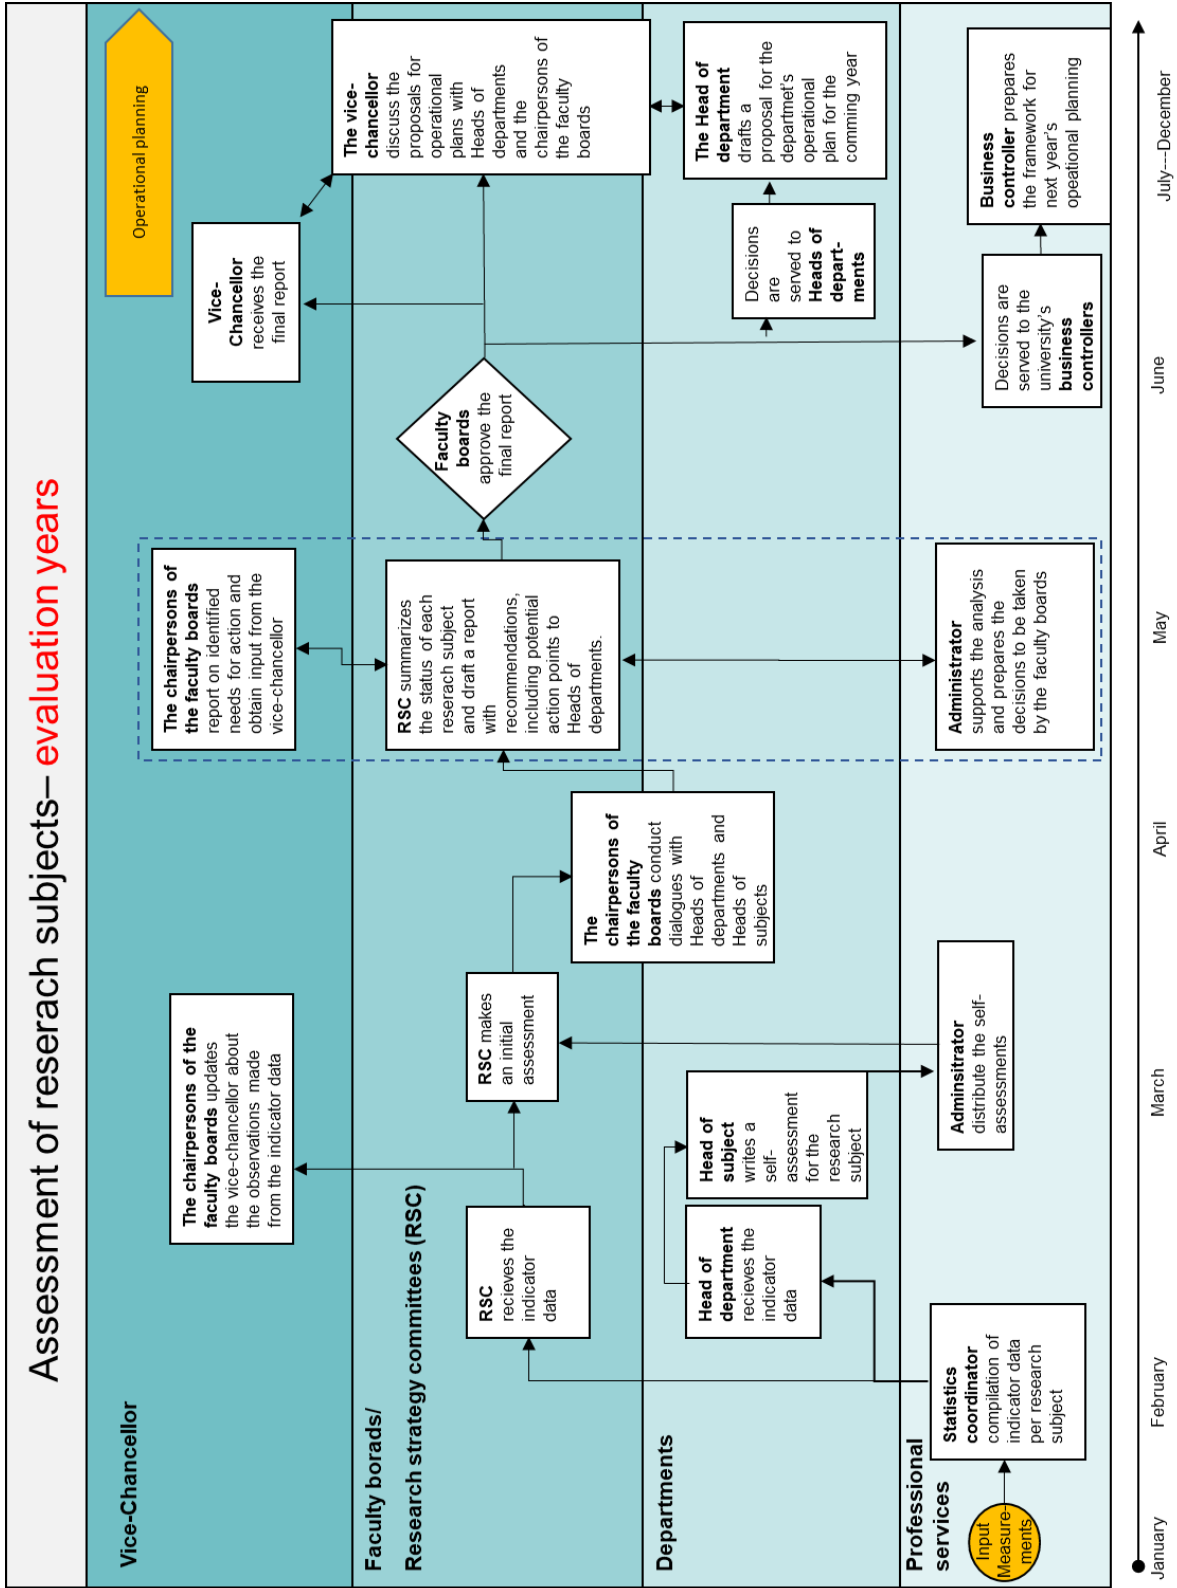 Assessment of reserach subjects– evaluation years
Operational planning
Vice-Chancellor
The chairpersons of the
faculty boards updates
the vice-chancellor about
the observations made
from the indicator data
The chairpersons of
the faculty boards
report on identified
needs for action and
obtain input from the
vice-chancellor
Vice-
Chancellor
receives the
final report
Faculty borads/
Research strategy committees (RSC)
RSC
recieves the
indicator
data
RSC makes
an initial
assessment
The
chairpersons of
the faculty
boards conduct
dialogues with
Heads of
departments and
Heads of
subjects
RSC summarizes
the status of each
reserach subject
and draft a report
with
recommendations,
including potential
action points to
Heads of
departments.
Faculty
boards
approve the
final report
The vice-
chancellor
discuss the
proposals for
operational
plans with
Heads of
departments
and the
chairpersons of
the faculty
boards
Departments
Head of
department
recieves the
indicator
data
Head of
subject
writes a
self-
assessment
for the
research
subject
Decisions
are
served to
Heads of
depart-
ments
The Head of
department
drafts a
proposal for the
departmet's
operational
plan for the
comming year
Professional
services
Input
Measure-
ments
Statistics
coordinator
compilation of
indicator data
per research
subject
Adminsitrator
distribute the self-
assessments
Administrator
supports the analysis
and prepares the
decisions to be taken
by the faculty boards
Decisions are
served to the
university's
business
controllers
Business
controller prepares
the framework for
next year's
opeational planning
January
February
March
April
May
June
July---December